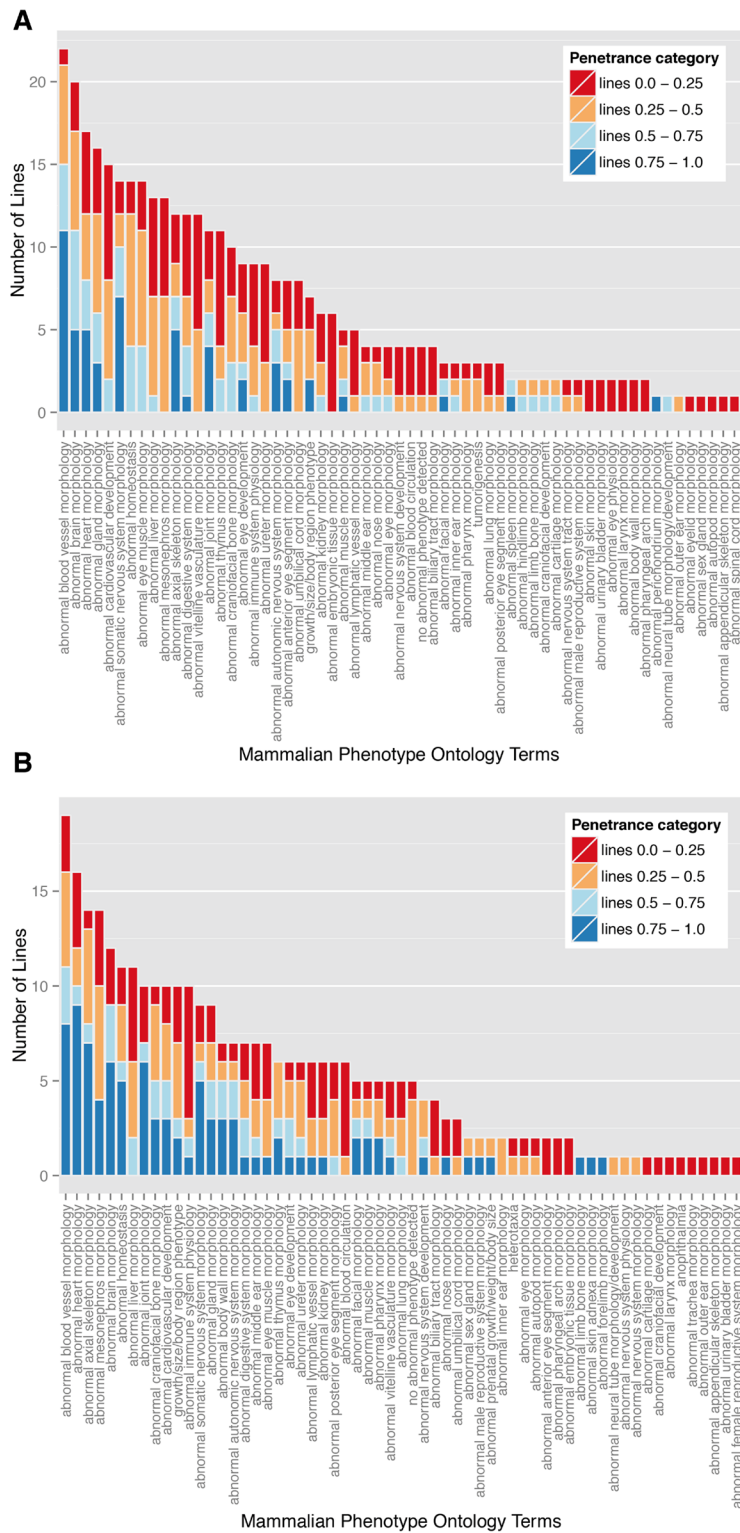 A
Number of Lines
20
15
10
5
0
Penetrance category
lines 0.0 – 0.25
lines 0.25 – 0.5
lines 0.5 – 0.75
lines 0.75 – 1.0
abnormal blood vessel morphology
abnormal brain morphology
abnormal heart morphology
abnormal gland morphology
abnormal cardiovascular development
abnormal somatic nervous system morphology
abnormal homeostasis
abnormal eye muscle morphology
abnormal liver morphology
abnormal mesonephros morphology
abnormal axial skeleton morphology
abnormal digestive system morphology
abnormal vitelline vasculature morphology
abnormal joint morphology
abnormal thymus morphology
abnormal craniofacial bone morphology
abnormal eye development
abnormal immune system physiology
abnormal ureter morphology
abnormal autonomic nervous system morphology
abnormal anterior eye segment morphology
abnormal umbilical cord morphology
growth/size/body region phenotype
abnormal kidney morphology
abnormal embryonic tissue morphology
abnormal muscle morphology
abnormal lymphatic vessel morphology
abnormal middle ear morphology
abnormal nose morphology
abnormal eye morphology
abnormal nervous system development
abnormal blood circulation
no abnormal phenotype detected
abnormal biliary tract morphology
abnormal facial morphology
abnormal inner ear morphology
abnormal pharynx morphology
tumorigenesis
abnormal lung morphology
abnormal posterior eye segment morphology
abnormal spleen morphology
abnormal hindlimb morphology
abnormal limb bone morphology
abnormal craniofacial development
abnormal cartilage morphology
abnormal nervous system tract morphology
abnormal male reproductive system morphology
abnormal skin morphology
abnormal urinary bladder morphology
abnormal eye physiology
abnormal larynx morphology
abnormal body wall morphology
abnormal pharyngeal arch morphology
abnormal perineum morphology
abnormal neural tube morphology/development
abnormal outer ear morphology
abnormal eyelid morphology
abnormal sex gland morphology
abnormal autopod morphology
abnormal appendicular skeleton morphology
abnormal spinal cord morphology
Mammalian Phenotype Ontology Terms
B
Number of Lines
15
10
5
0
Penetrance category
lines 0.0 – 0.25
lines 0.25 – 0.5
lines 0.5 – 0.75
lines 0.75 – 1.0
abnormal blood vessel morphology
abnormal heart morphology
abnormal axial skeleton morphology
abnormal mesonephros morphology
abnormal brain morphology
abnormal homeostasis
abnormal liver morphology
abnormal joint morphology
abnormal craniofacial bone morphology
abnormal cardiovascular development
growth/size/body region phenotype
abnormal immune system physiology
abnormal somatic nervous system morphology
abnormal gland morphology
abnormal body wall morphology
abnormal autonomic nervous system morphology
abnormal digestive system morphology
abnormal middle ear morphology
abnormal eye muscle morphology
abnormal thymus morphology
abnormal eye development
abnormal ureter morphology
abnormal lymphatic vessel morphology
abnormal kidney morphology
abnormal posterior eye segment morphology
abnormal blood circulation
abnormal facial morphology
abnormal muscle morphology
abnormal pharynx morphology
abnormal vitelline vasculature morphology
abnormal lung morphology
no abnormal phenotype detected
abnormal nervous system development
abnormal biliary tract morphology
abnormal nose morphology
abnormal umbilical cord morphology
abnormal sex gland morphology
abnormal male reproductive system morphology
abnormal prenatal growth/weight/body size
abnormal inner ear morphology
heterotaxia
abnormal eye morphology
abnormal autopod morphology
abnormal anterior eye segment morphology
abnormal pharyngeal arch morphology
abnormal embryonic tissue morphology
abnormal limb bone morphology
abnormal skin adnexa morphology
abnormal forelimb morphology
abnormal neural tube morphology/development
abnormal nervous system physiology
abnormal nervous system morphology
abnormal cartilage morphology
abnormal craniofacial development
abnormal larynx morphology
anophthalmia
abnormal trachea morphology
abnormal outer ear morphology
abnormal appendicular skeleton morphology
abnormal urinary bladder morphology
abnormal female reproductive system morphology
Mammalian Phenotype Ontology Terms